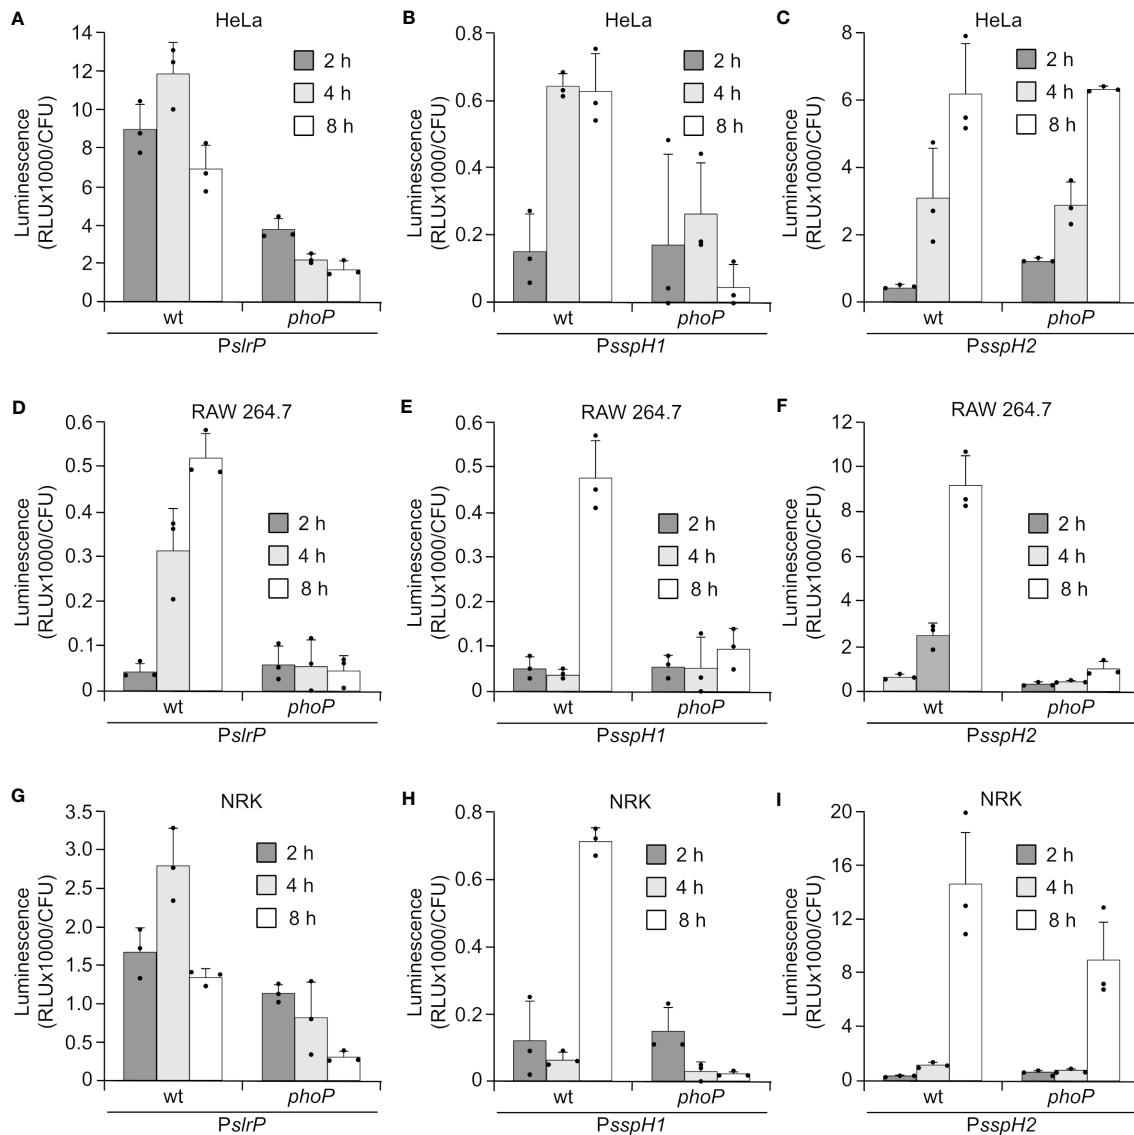 A
HeLa
Luminescence
(RLUx1000/CFU)
14
12
10
8
6
4
2
0
2 h
4 h
8 h
wt
phoP
PslrP
B
HeLa
Luminescence
(RLUx1000/CFU)
0.8
0.6
0.4
0.2
0
2 h
4 h
8 h
wt
phoP
PsspH1
C
HeLa
Luminescence
(RLUx1000/CFU)
8
6
4
2
0
2 h
4 h
8 h
wt
phoP
PsspH2
D
RAW 264.7
Luminescence
(RLUx1000/CFU)
0.6
0.5
0.4
0.3
0.2
0.1
0
2 h
4 h
8 h
wt
phoP
PslrP
E
RAW 264.7
Luminescence
(RLUx1000/CFU)
0.6
0.5
0.4
0.3
0.2
0.1
0
2 h
4 h
8 h
wt
phoP
PsspH1
F
RAW 264.7
Luminescence
(RLUx1000/CFU)
12
10
8
6
4
2
0
2 h
4 h
8 h
wt
phoP
PsspH2
G
NRK
Luminescence
(RLUx1000/CFU)
3.5
3.0
2.5
2.0
1.5
1.0
0.5
0
2 h
4 h
8 h
wt
phoP
PslrP
H
NRK
Luminescence
(RLUx1000/CFU)
0.8
0.6
0.4
0.2
0
2 h
4 h
8 h
wt
phoP
PsspH1
I
NRK
Luminescence
(RLUx1000/CFU)
20
16
12
8
4
0
2 h
4 h
8 h
wt
phoP
PsspH2